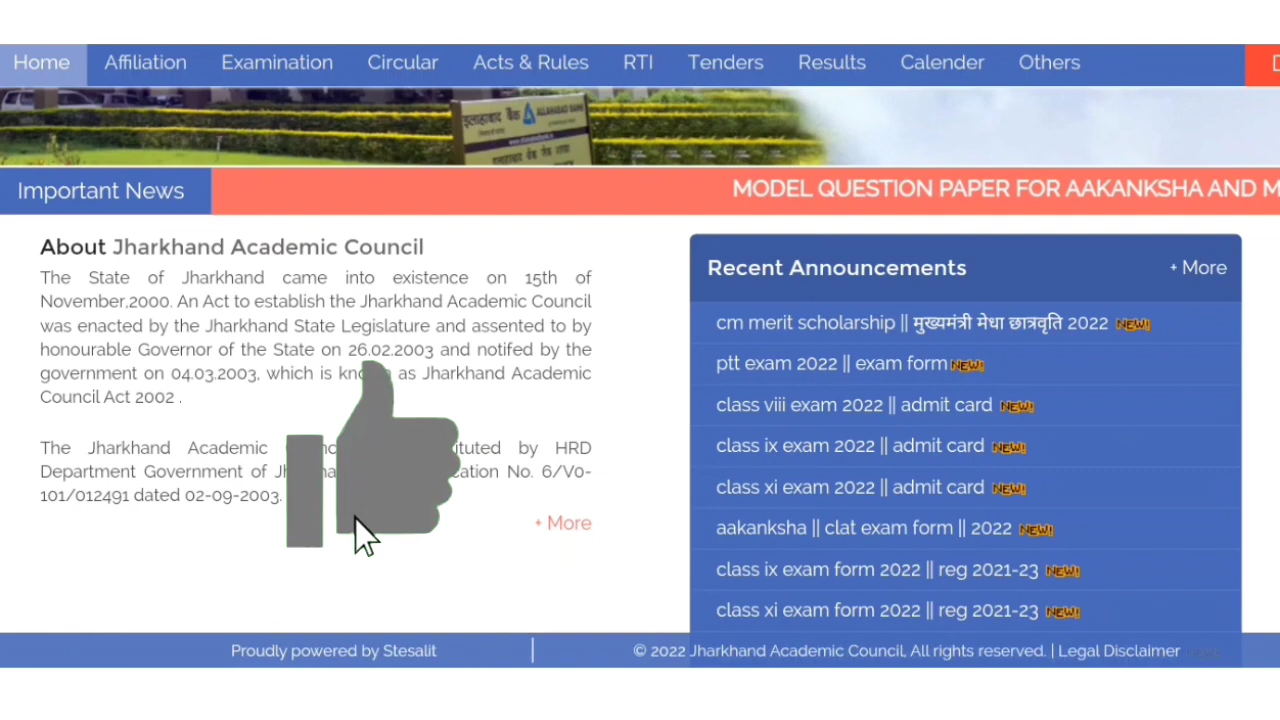 Home Affiliation Examination Circular Acts & Rules RTI Tenders Results Calender Others
इलाहाबाद बैंक ALLAHABAD BANK
Important News
MODEL QUESTION PAPER FOR AAKANKSHA AND M
About Jharkhand Academic Council
The State of Jharkhand came into existence on 15th of
November,2000. An Act to establish the Jharkhand Academic Council
was enacted by the Jharkhand State Legislature and assented to by
honourable Governor of the State on 26.02.2003 and notifed by the
government on 04.03.2003, which is as Jharkhand Academic
Council Act 2002 .
The Jharkhand Academic by HRD
Department Government of No. 6/V0-
101/012491 dated 02-09-2003.
+ More
Recent Announcements
+ More
cm merit scholarship || मुख्यमंत्री मेधा छात्रवृति 2022 NEW!
ptt exam 2022 || exam form NEW!
class viii exam 2022 || admit card NEW!
class ix exam 2022 || admit card NEW!
class xi exam 2022 || admit card NEW!
aakanksha || clat exam form || 2022 NEW!
class ix exam form 2022 || reg 2021-23 NEW!
class xi exam form 2022 || reg 2021-23 NEW!
Proudly powered by Stesalit
© 2022 Jharkhand Academic Council, All rights reserved. | Legal Disclaimer